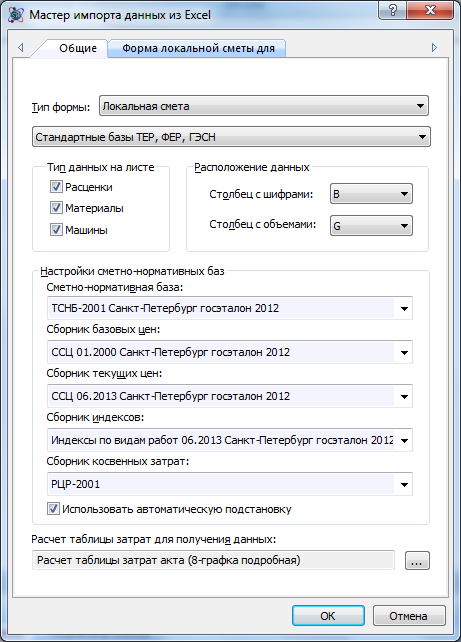 Мастер импорта данных из Excel
Общие
Форма локальной сметы для
Тип формы: Локальная смета
Стандартные базы ТЕР, ФЕР, ГЭСН
Тип данных на листе
Расценки
Материалы
Машины
Расположение данных
Столбец с шифрами: B
Столбец с объемами: G
Настройки сметно-нормативных баз
Сметно-нормативная база:
ТСНБ-2001 Санкт-Петербург госэталон 2012
Сборник базовых цен:
ССЦ 01.2000 Санкт-Петербург госэталон 2012
Сборник текущих цен:
ССЦ 06.2013 Санкт-Петербург госэталон 2012
Сборник индексов:
Индексы по видам работ 06.2013 Санкт-Петербург госэталон 2012
Сборник косвенных затрат:
РЦР-2001
Использовать автоматическую подстановку
Расчет таблицы затрат для получения данных:
Расчет таблицы затрат акта (8-графка подробная) ...
ОК
Отмена